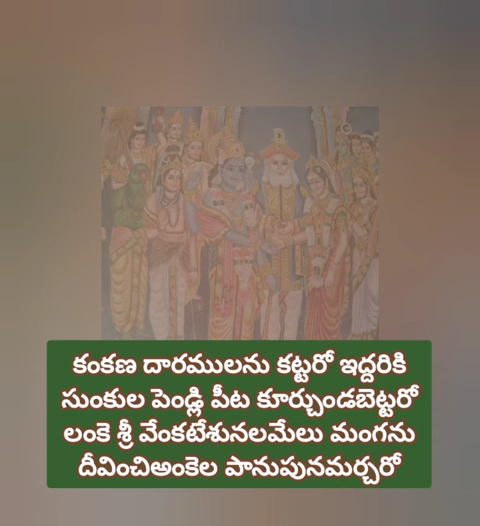 కంకణ దారములను కట్టరో ఇద్దరికి
సుంకుల పెండ్లి పీట కూర్చుండబెట్టరో
లంకె శ్రీ వేంకటేశునలమేలు మంగను
దీవించిఅంకెల పానుపునమర్చరో